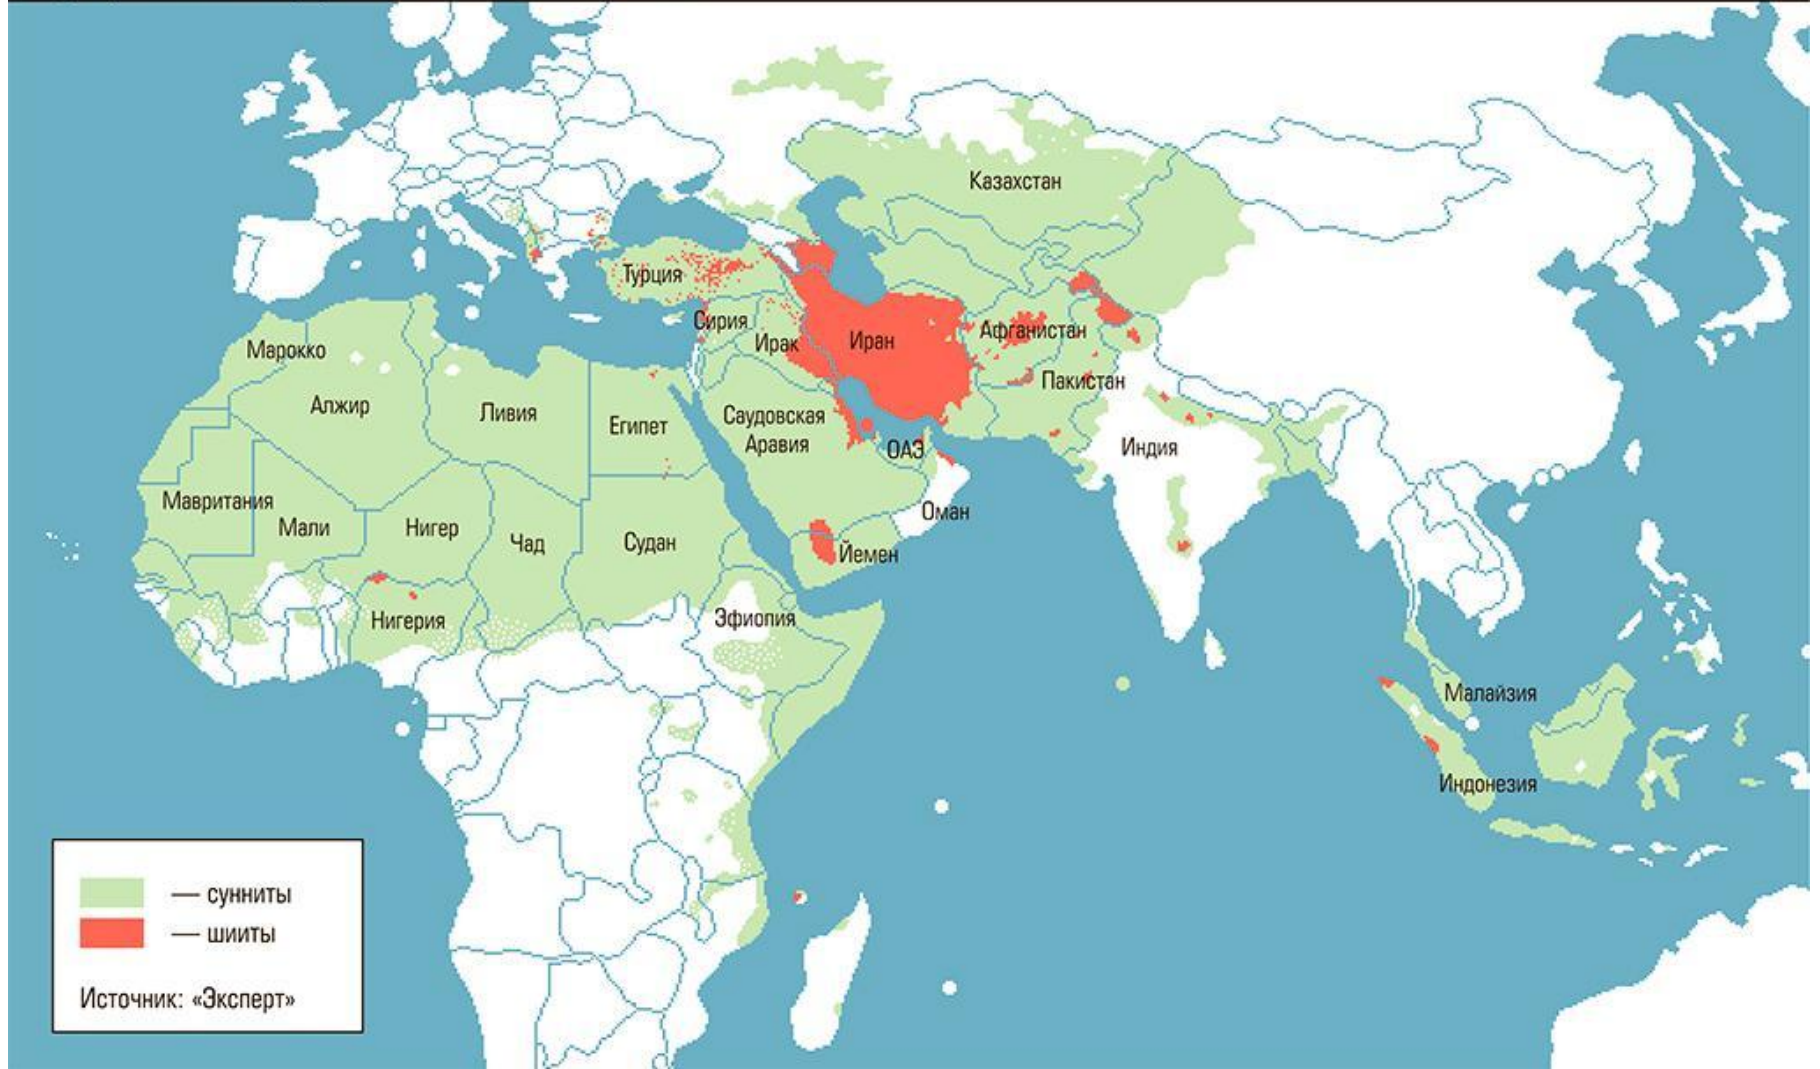 Казахстан
Турция
Сирия
Ирак
Иран
Афганистан
Пакистан
Марокко
Алжир
Ливия
Египет
Саудовская
Аравия
ОАЭ
Индия
Мавритания
Мали
Нигер
Чад
Судан
Оман
Йемен
Нигерия
Эфиопия
Малайзия
Индонезия
— сунниты
— шииты
Источник: «Эксперт»